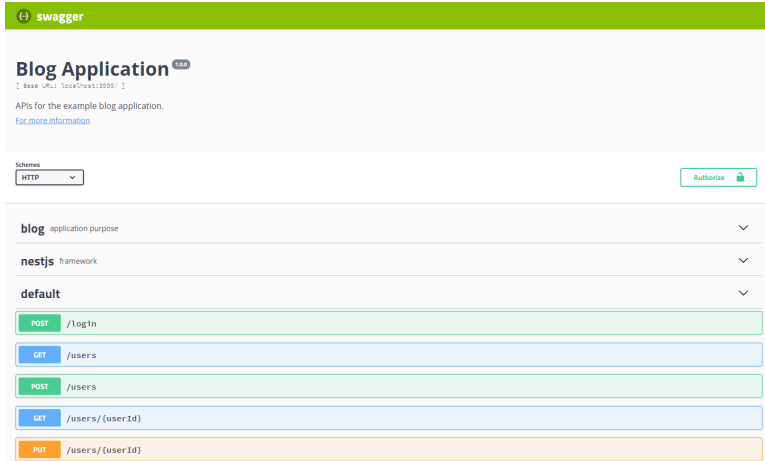 swagger
Blog Application 1.0.0
[ Base URL: localhost:3000/ ]
APIs for the example blog application.
For more information
Schemes
HTTP
Authorize
blog application purpose
nestjs framework
default
POST /login
GET /users
POST /users
GET /users/{userId}
PUT /users/{userId}